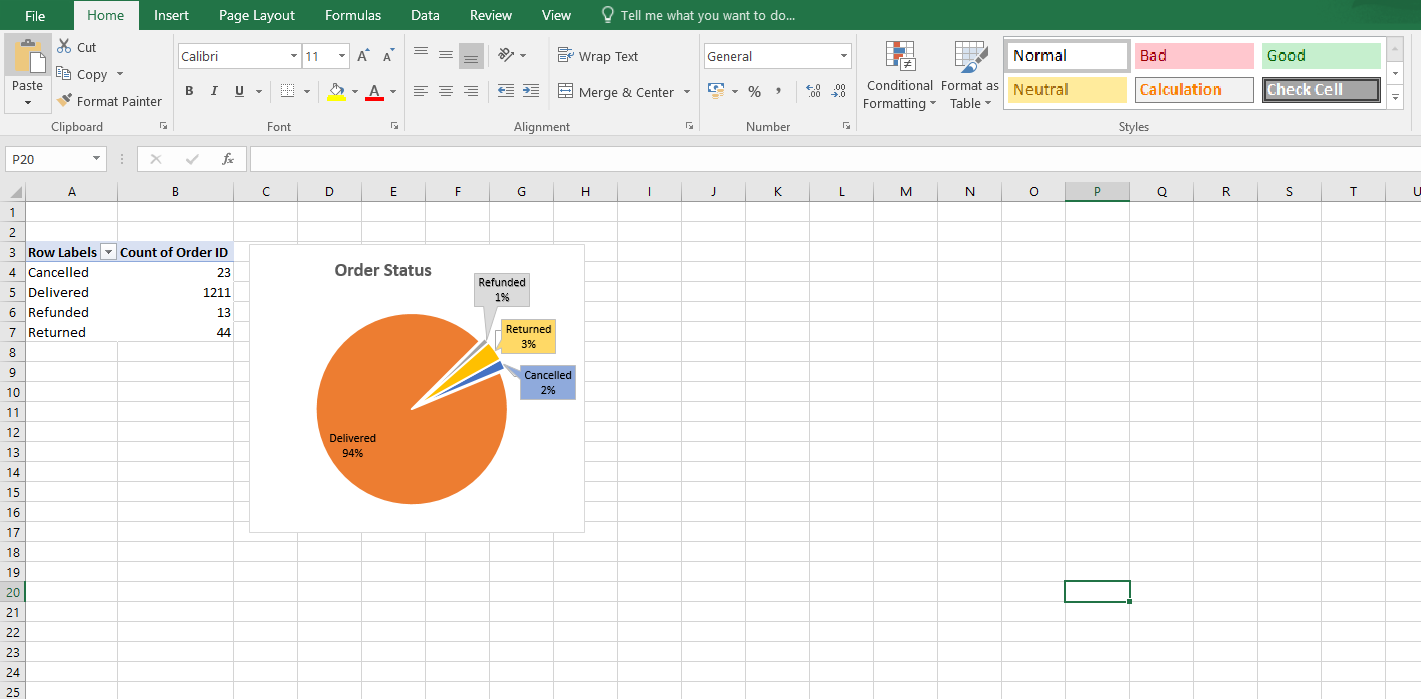 File Home Insert Page Layout Formulas Data Review View Tell me what you want to do...
Cut
Copy
Format Painter
Paste
Clipboard
Calibri 11 A A
B I U A
Font
Wrap Text
Merge & Center
Alignment
General
% , .0 .00 .00 .0
Number
Conditional Formatting
Format as Table
Normal Bad Good
Neutral Calculation Check Cell
Styles
P20 fx
A B C D E F G H I J K L M N O P Q R S T U
1
2
3 Row Labels Count of Order ID
4 Cancelled 23
5 Delivered 1211
6 Refunded 13
7 Returned 44
8
9
10
11
12
13
14
15
16
17
18
19
20
21
22
23
24
25
Order Status
Refunded
1%
Returned
3%
Cancelled
2%
Delivered
94%